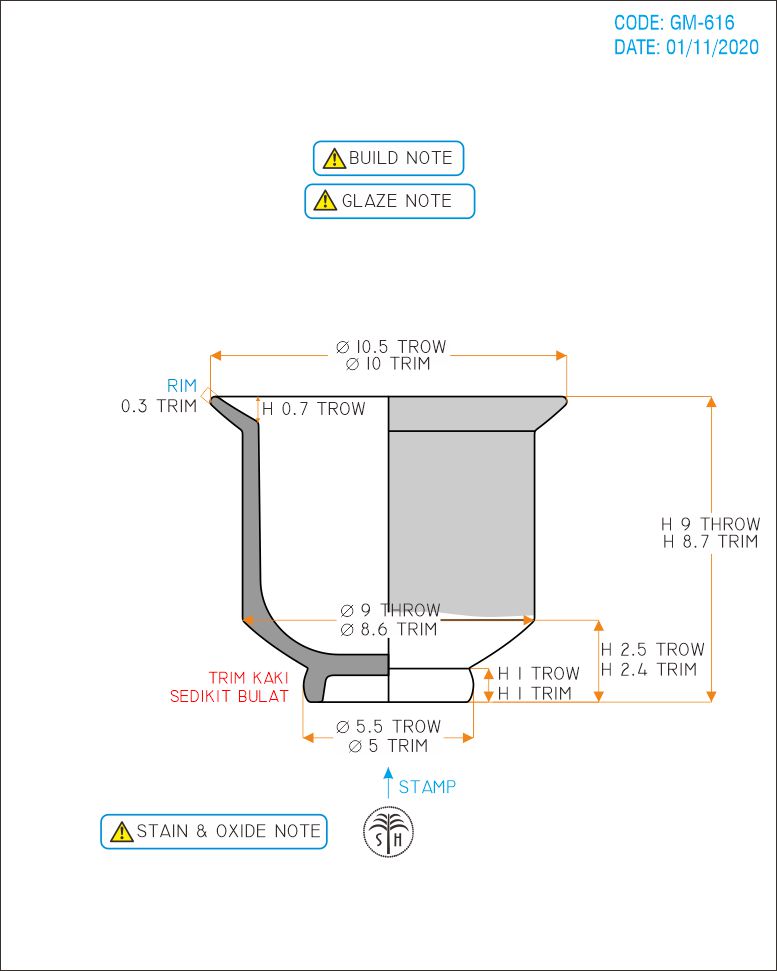 CODE: GM-616
DATE: 01/11/2020
BUILD NOTE
GLAZE NOTE
Ø 10.5 TROW
Ø 10 TRIM
RIM
0.3 TRIM
H 0.7 TROW
H 9 THROW
H 8.7 TRIM
Ø 9 THROW
Ø 8.6 TRIM
H 2.5 TROW
H 2.4 TRIM
H 1 TROW
H 1 TRIM
TRIM KAKI
SEDIKIT BULAT
Ø 5.5 TROW
Ø 5 TRIM
STAMP
STAIN & OXIDE NOTE
S H